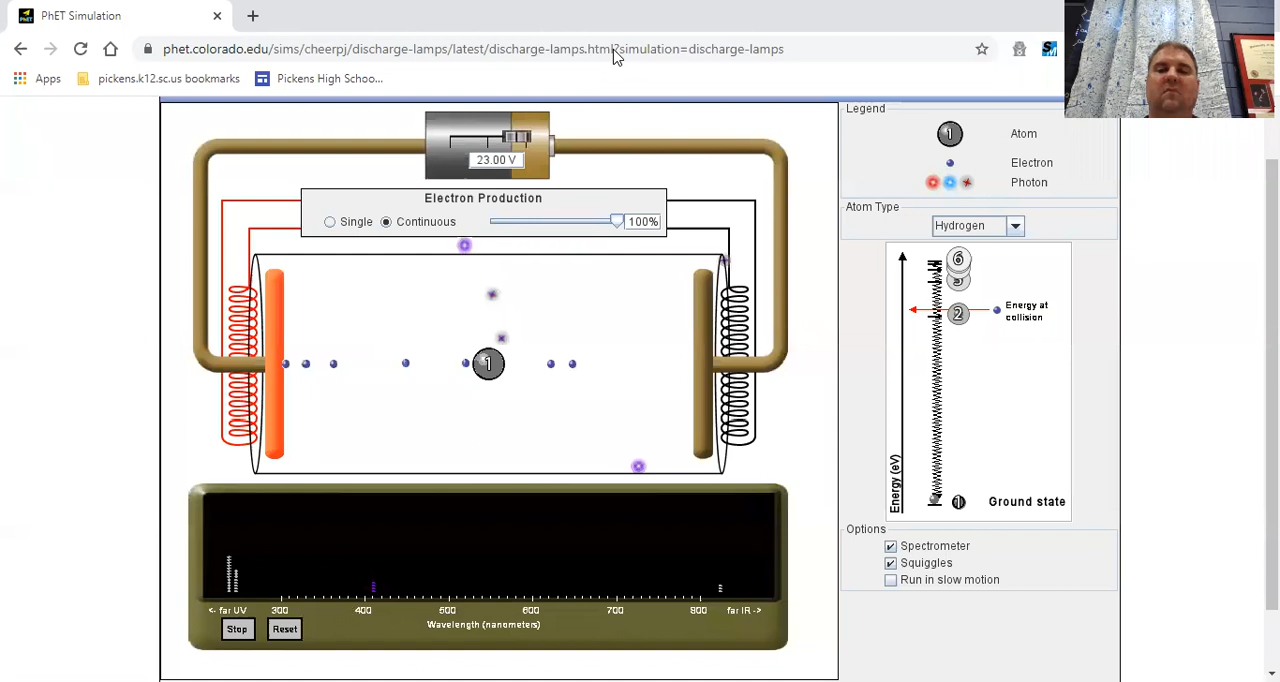 PhET Simulation
phet.colorado.edu/sims/cheerpj/discharge-lamps/latest/discharge-lamps.html?simulation=discharge-lamps
Apps pickens.k12.sc.us bookmarks Pickens High Schoo...
23.00 V
Electron Production
Single Continuous 100%
1
Legend
1 Atom
Electron
Photon
Atom Type
Hydrogen
6
5
2
Energy at
collision
Energy (eV)
1 Ground state
Options
Spectrometer
Squiggles
Run in slow motion
<- far UV 300 400 500 600 700 800 far IR ->
Wavelength (nanometers)
Stop Reset